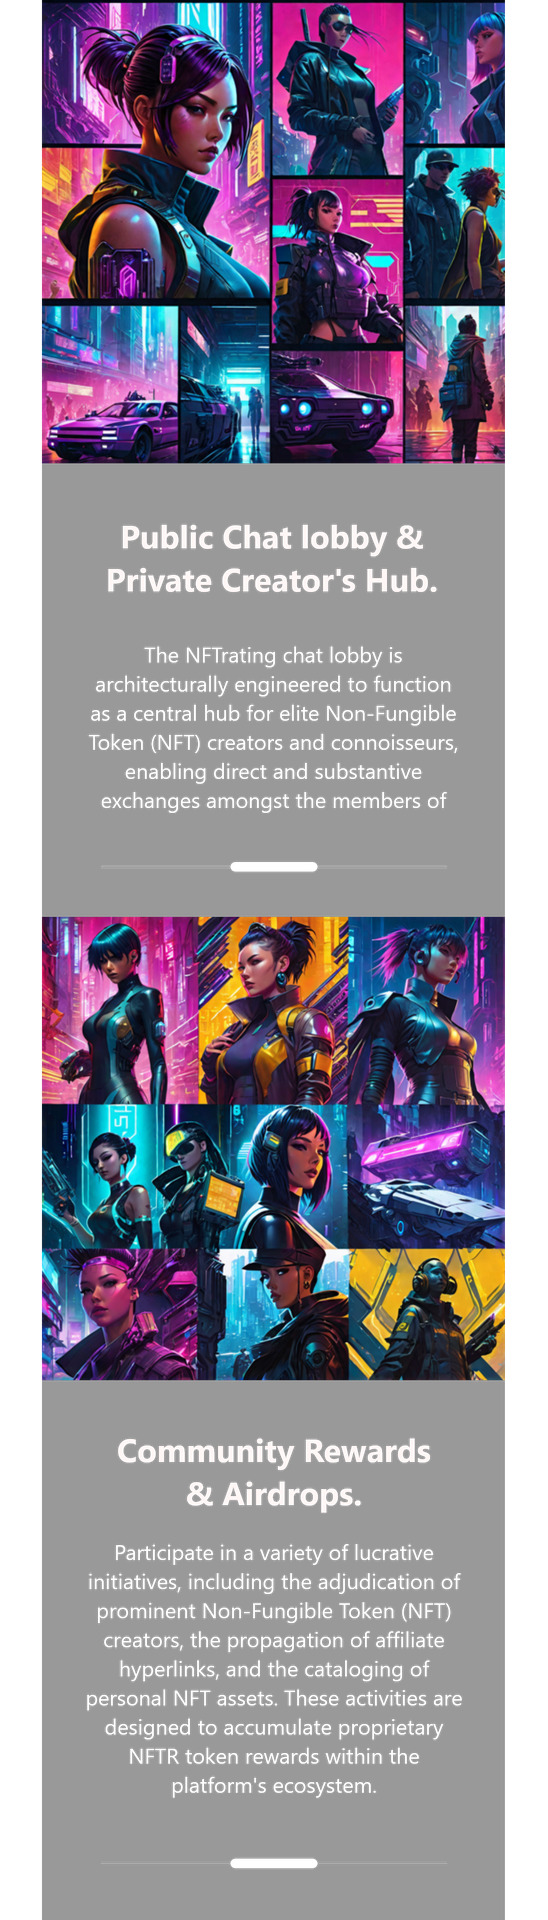 Public Chat lobby &
Private Creator's Hub.
The NFTrating chat lobby is
architecturally engineered to function
as a central hub for elite Non-Fungible
Token (NFT) creators and connoisseurs,
enabling direct and substantive
exchanges amongst the members of
Community Rewards
& Airdrops.
Participate in a variety of lucrative
initiatives, including the adjudication of
prominent Non-Fungible Token (NFT)
creators, the propagation of affiliate
hyperlinks, and the cataloging of
personal NFT assets. These activities are
designed to accumulate proprietary
NFTR token rewards within the
platform's ecosystem.